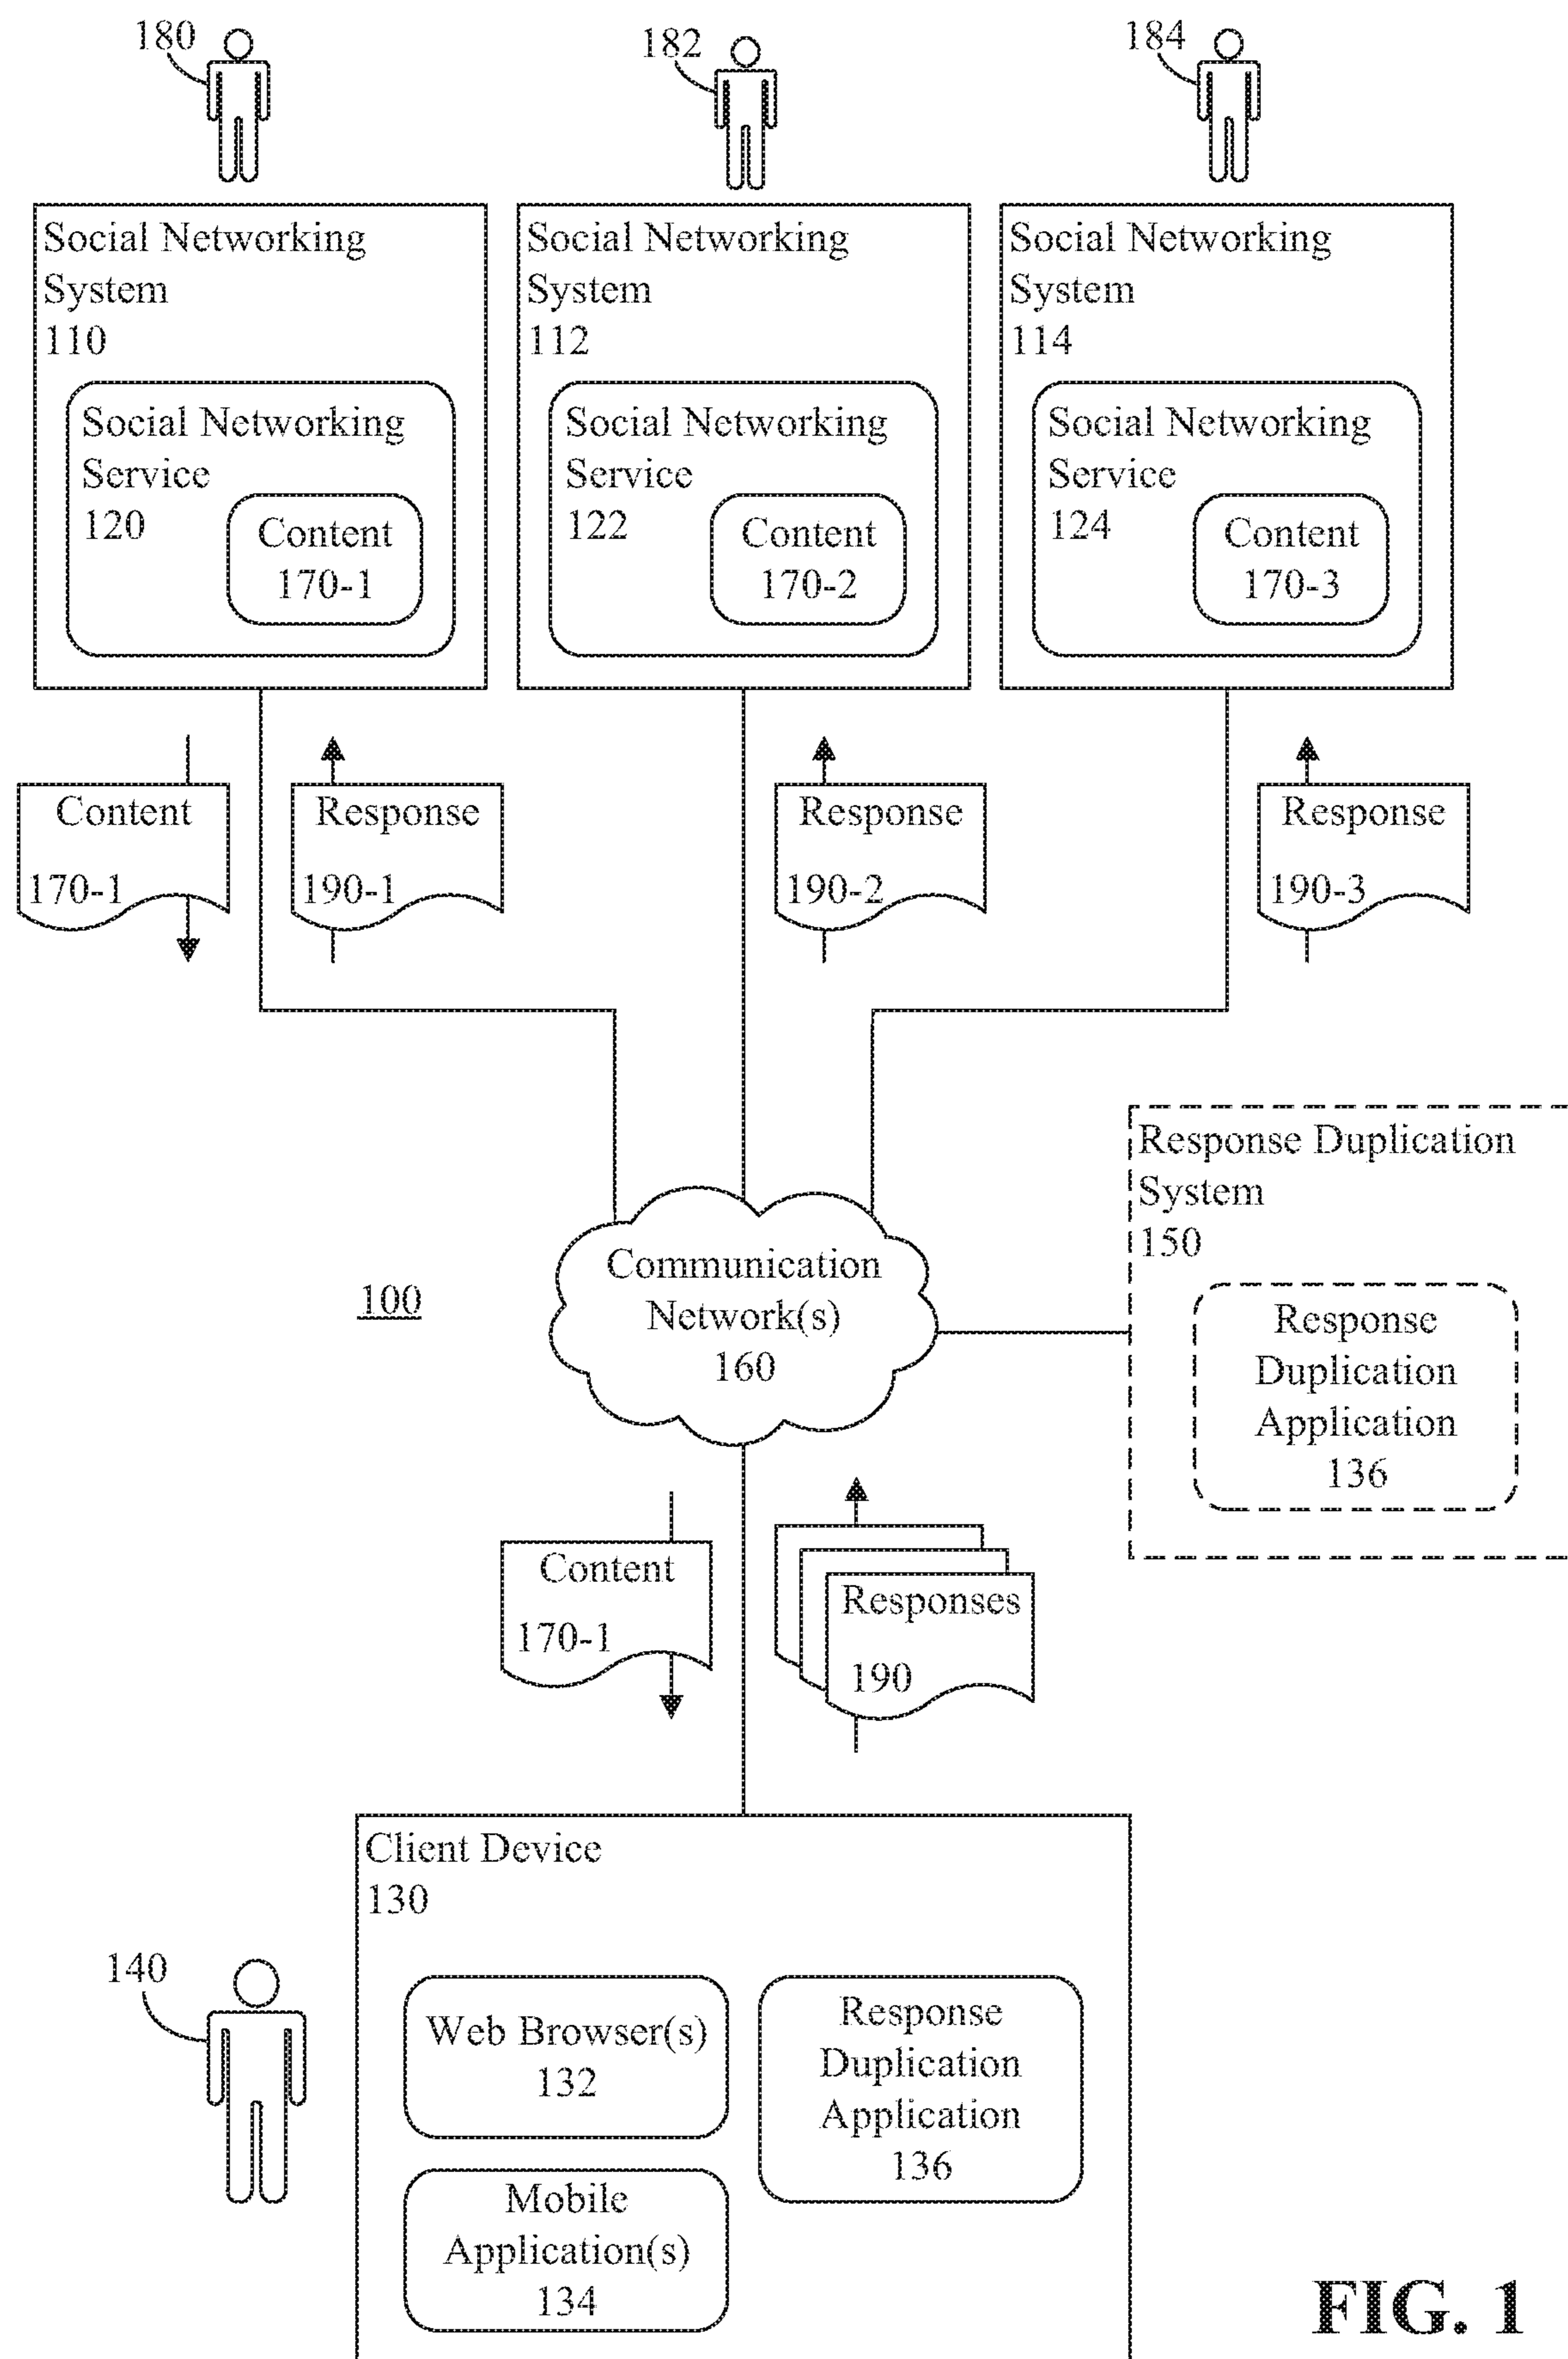 180
182
184
Social Networking
System
110
Social Networking
Service
120
Content
170-1
Social Networking
System
112
Social Networking
Service
122
Content
170-2
Social Networking
System
114
Social Networking
Service
124
Content
170-3
Content
170-1
Response
190-1
Response
190-2
Response
190-3
Response Duplication
System
150
Response
Duplication
Application
136
100
Communication
Network(s)
160
Content
170-1
Responses
190
Client Device
130
140
Web Browser(s)
132
Response
Duplication
Application
136
Mobile
Application(s)
134
FIG. 1